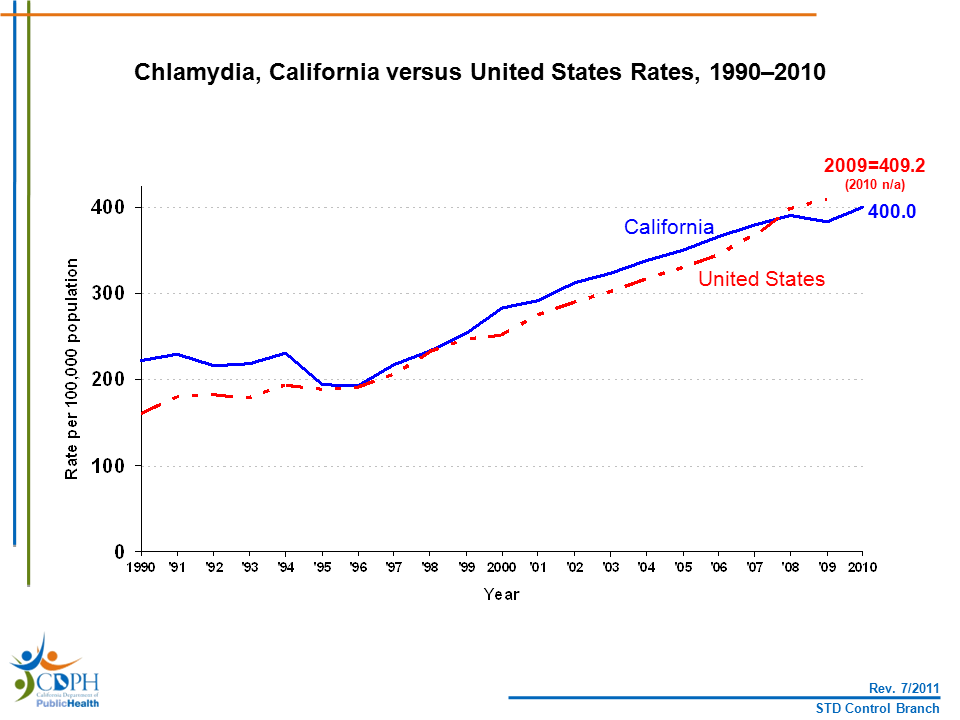 Chlamydia, California versus United States Rates, 1990–2010
2009=409.2
(2010 n/a)
400.0
California
United States
Rate per 100,000 population
400
300
200
100
0
1990 '91 '92 '93 '94 '95 '96 '97 '98 '99 2000 '01 '02 '03 '04 '05 '06 '07 '08 '09 2010
Year
CDPH
California Department of
PublicHealth
Rev. 7/2011
STD Control Branch